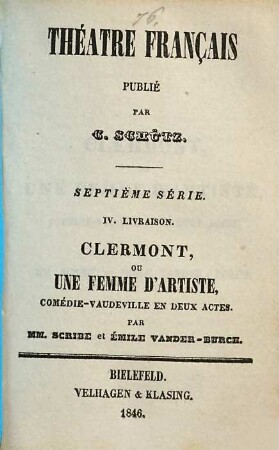 76.
THÉATRE FRANÇAIS
PUBLIÉ
PAR
C. SCHÜTZ.
SEPTIÈME SÉRIE.
IV. LIVRAISON.
CLERMONT,
OU
UNE FEMME D'ARTISTE,
COMÉDIE-VAUDEVILLE EN DEUX ACTES.
PAR
MM. SCRIBE et ÉMILE VANDER-BURCH.
BIELEFELD.
VELHAGEN & KLASING.
1846.